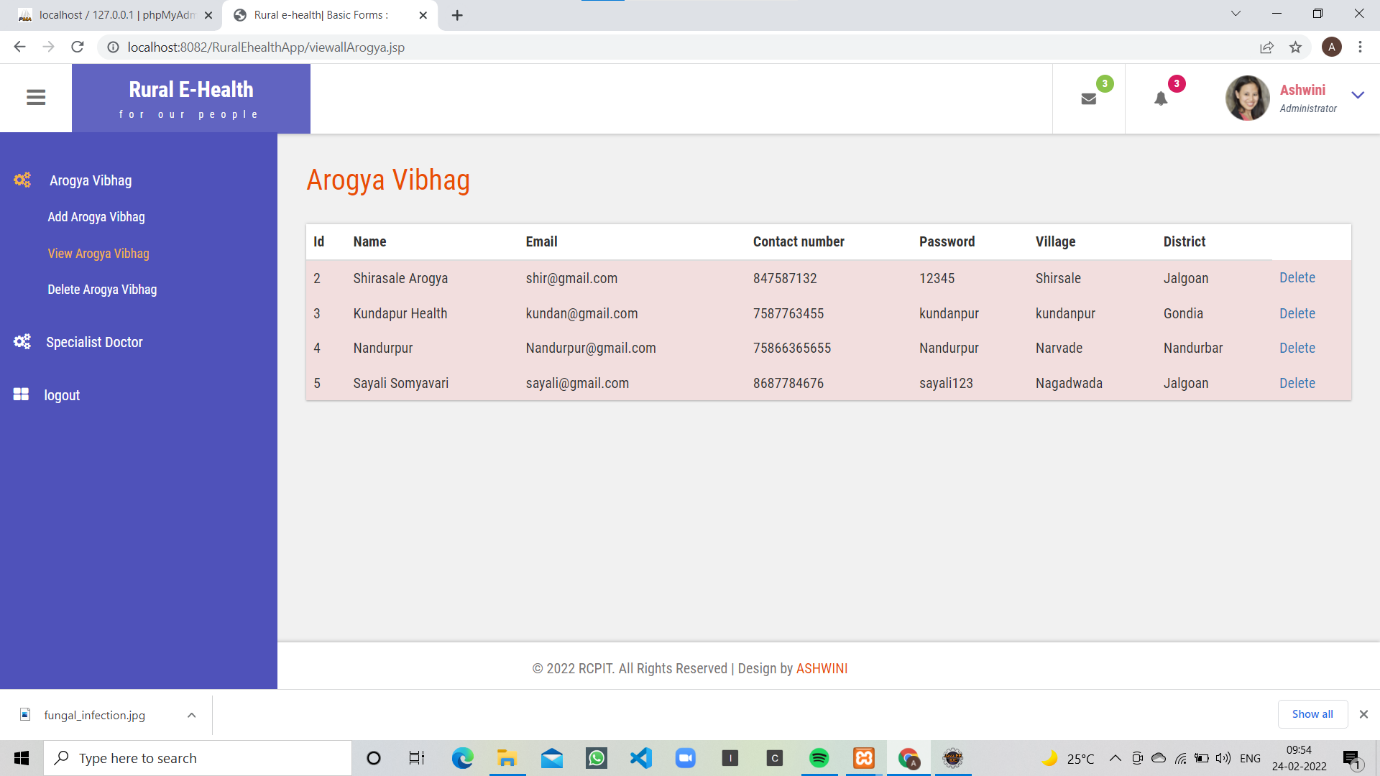 localhost / 127.0.0.1 | phpMyAdm
Rural e-health| Basic Forms :
localhost:8082/RuralEhealthApp/viewallArogya.jsp
A
Rural E-Health
for our people
3
3
Ashwini
Administrator
Arogya Vibhag
Add Arogya Vibhag
View Arogya Vibhag
Delete Arogya Vibhag
Specialist Doctor
logout
Arogya Vibhag
Id Name Email Contact number Password Village District
2 Shirasale Arogya shir@gmail.com 847587132 12345 Shirsale Jalgoan Delete
3 Kundapur Health kundan@gmail.com 7587763455 kundanpur kundanpur Gondia Delete
4 Nandurpur Nandurpur@gmail.com 75866365655 Nandurpur Narvade Nandurbar Delete
5 Sayali Somyavari sayali@gmail.com 8687784676 sayali123 Nagadwada Jalgoan Delete
© 2022 RCPIT. All Rights Reserved | Design by ASHWINI
fungal_infection.jpg
Show all
Type here to search
I
C
A
25°C
ENG
09:54
24-02-2022
1